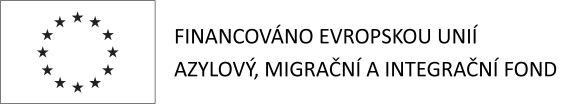 FINANCOVÁNO EVROPSKOU UNIÍ
AZYLOVÝ, MIGRAČNÍ A INTEGRAČNÍ FOND